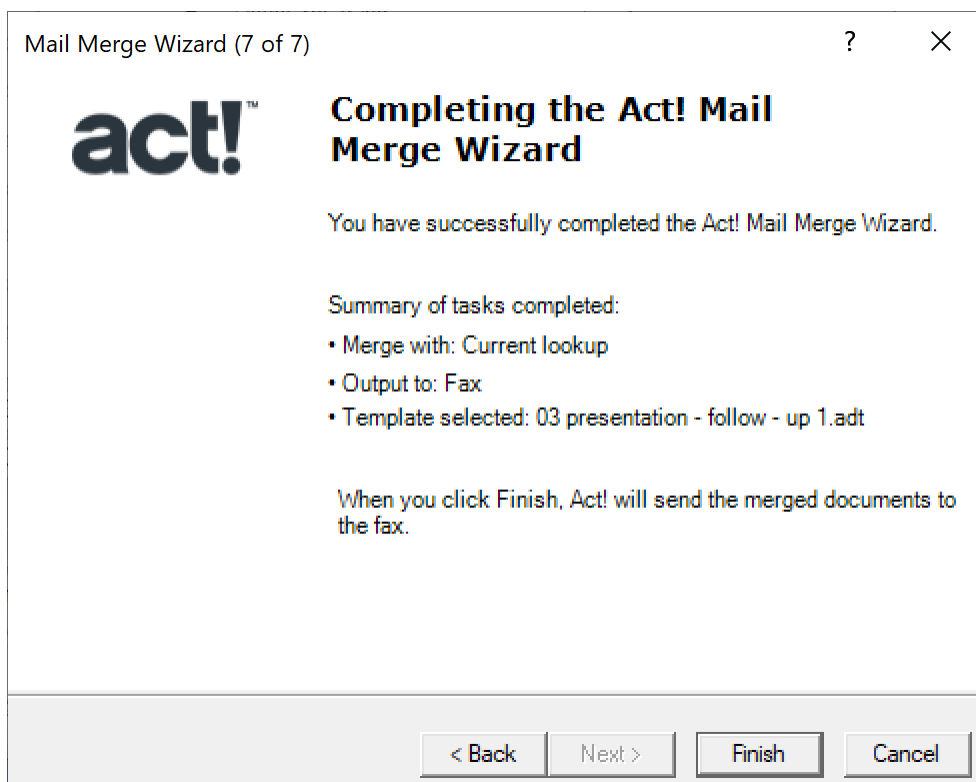 Mail Merge Wizard (7 of 7)
?
act!™
Completing the Act! Mail
Merge Wizard
You have successfully completed the Act! Mail Merge Wizard.
Summary of tasks completed:
• Merge with: Current lookup
• Output to: Fax
• Template selected: 03 presentation - follow - up 1.adt
When you click Finish, Act! will send the merged documents to
the fax.
< Back
Next >
Finish
Cancel